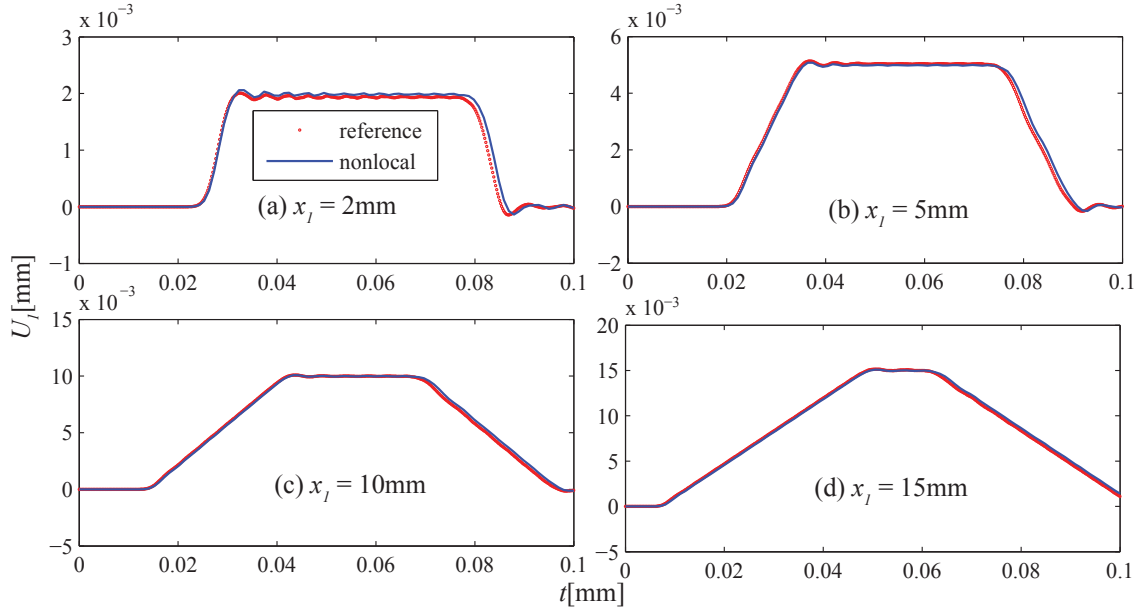 x 10⁻³
3
2
1
0
−1
0 0.02 0.04 0.06 0.08 0.1
reference
nonlocal
(a) x₁ = 2mm
x 10⁻³
6
4
2
0
−2
0 0.02 0.04 0.06 0.08 0.1
(b) x₁ = 5mm
U₁[mm]
x 10⁻³
15
10
5
0
−5
0 0.02 0.04 0.06 0.08 0.1
(c) x₁ = 10mm
x 10⁻³
20
15
10
5
0
−5
0 0.02 0.04 0.06 0.08 0.1
(d) x₁ = 15mm
t[mm]